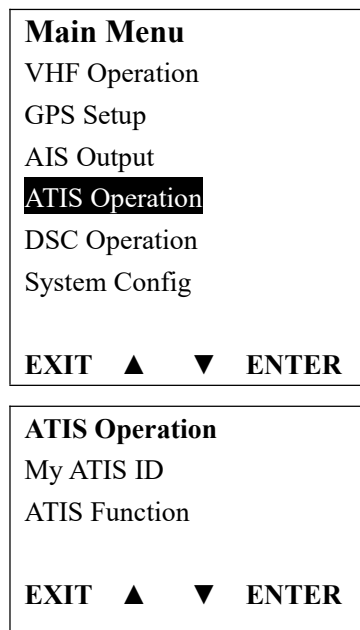 Main Menu
VHF Operation
GPS Setup
AIS Output
ATIS Operation
DSC Operation
System Config
EXIT ▲ ▼ ENTER
ATIS Operation
My ATIS ID
ATIS Function
EXIT ▲ ▼ ENTER